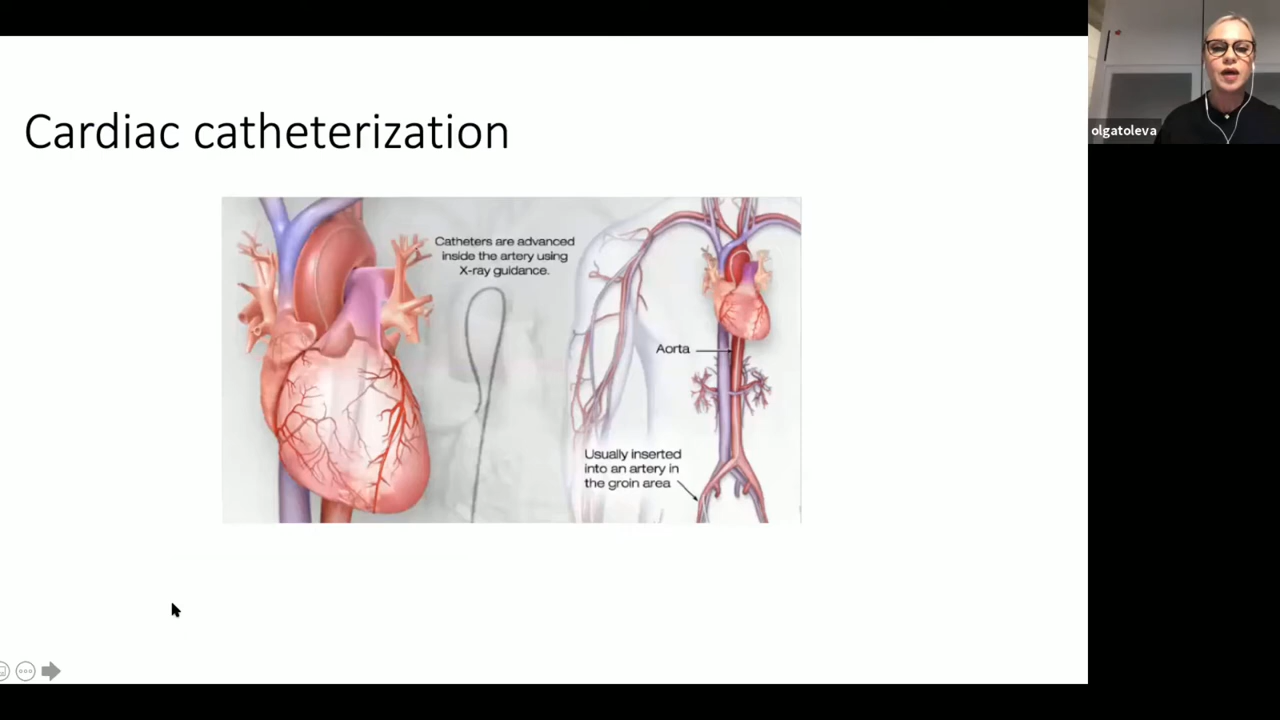 Cardiac catheterization
Catheters are advanced
inside the artery using
X-ray guidance.
Aorta
Usually inserted
into an artery in
the groin area
olgatoleva